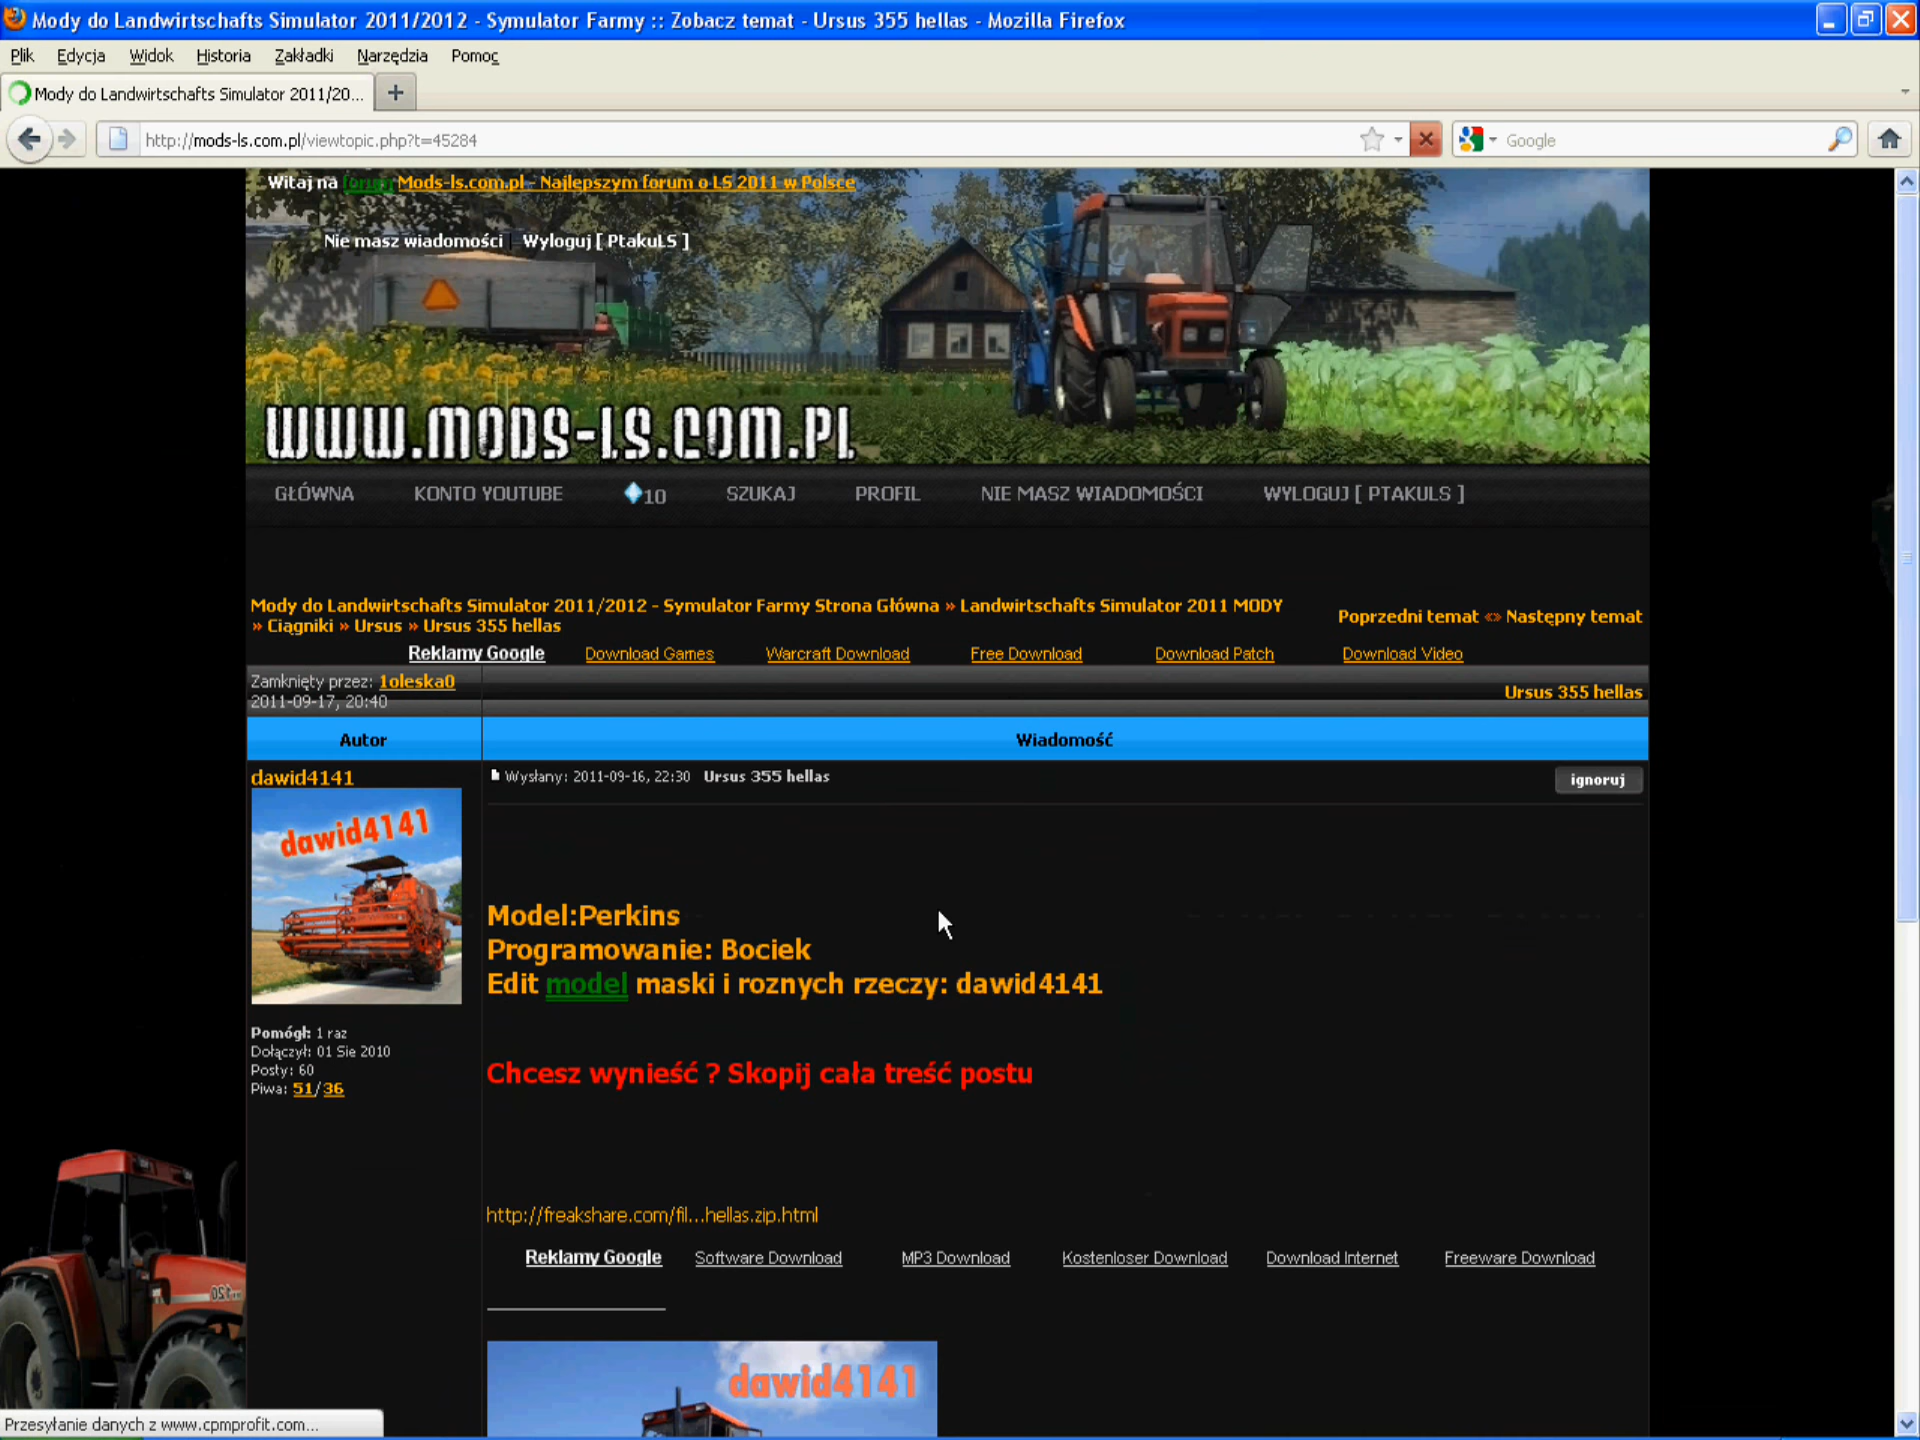 Mody do Landwirtschafts Simulator 2011/2012 - Symulator Farmy :: Zobacz temat - Ursus 355 hellas - Mozilla Firefox
Plik Edycja Widok Historia Zakładki Narzędzia Pomoc
Mody do Landwirtschafts Simulator 2011/20...
http://mods-ls.com.pl/viewtopic.php?t=45284
Google
Witaj na forum Mods-ls.com.pl - Najlepszym forum o LS 2011 w Polsce
Nie masz wiadomości Wyloguj [ PtakuLS ]
WWW.MODS-LS.COM.PL
GŁÓWNA KONTO YOUTUBE 10 SZUKAJ PROFIL NIE MASZ WIADOMOŚCI WYLOGUJ [ PTAKULS ]
Mody do Landwirtschafts Simulator 2011/2012 - Symulator Farmy Strona Główna » Landwirtschafts Simulator 2011 MODY
» Ciągniki » Ursus » Ursus 355 hellas
Poprzedni temat «» Następny temat
Reklamy Google Download Games Warcraft Download Free Download Download Patch Download Video
Zamknięty przez: 1oleska0
2011-09-17, 20:40
Ursus 355 hellas
Autor Wiadomość
dawid4141
Wysłany: 2011-09-16, 22:30 Ursus 355 hellas
ignoruj
dawid4141
Model:Perkins
Programowanie: Bociek
Edit model maski i roznych rzeczy: dawid4141
Pomógł: 1 raz
Dołączył: 01 Sie 2010
Posty: 60
Piwa: 51/36
Chcesz wynieść ? Skopij cała treść postu
http://freakshare.com/fil...hellas.zip.html
Reklamy Google Software Download MP3 Download Kostenloser Download Download Internet Freeware Download
dawid4141
Przesyłanie danych z www.cpmprofit.com...